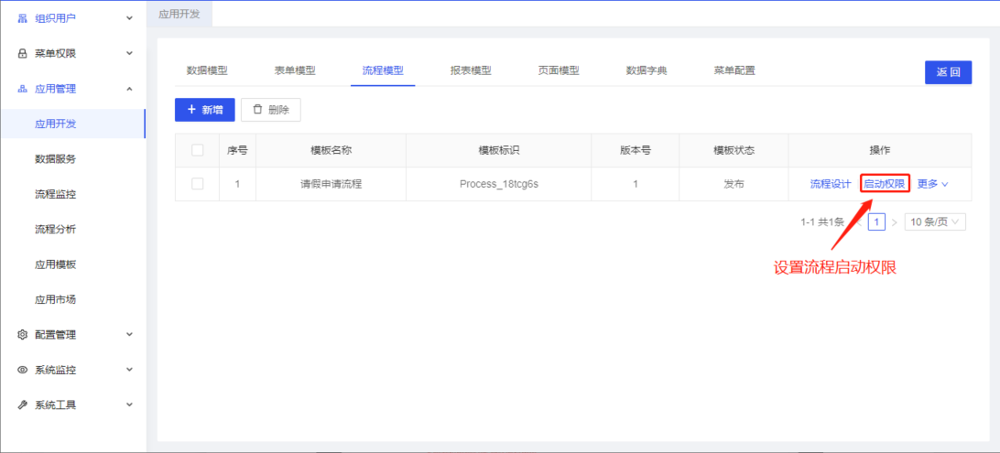 组织用户
菜单权限
应用管理
应用开发
数据服务
流程监控
流程分析
应用模板
应用市场
配置管理
系统监控
系统工具
应用开发
数据模型 表单模型 流程模型 报表模型 页面模型 数据字典 菜单配置 返回
+ 新增 删除
序号 模板名称 模板标识 版本号 模板状态 操作
1 请假申请流程 Process_18tcg6s 1 发布 流程设计 启动权限 更多
1-1 共1条 < 1 > 10 条/页
设置流程启动权限